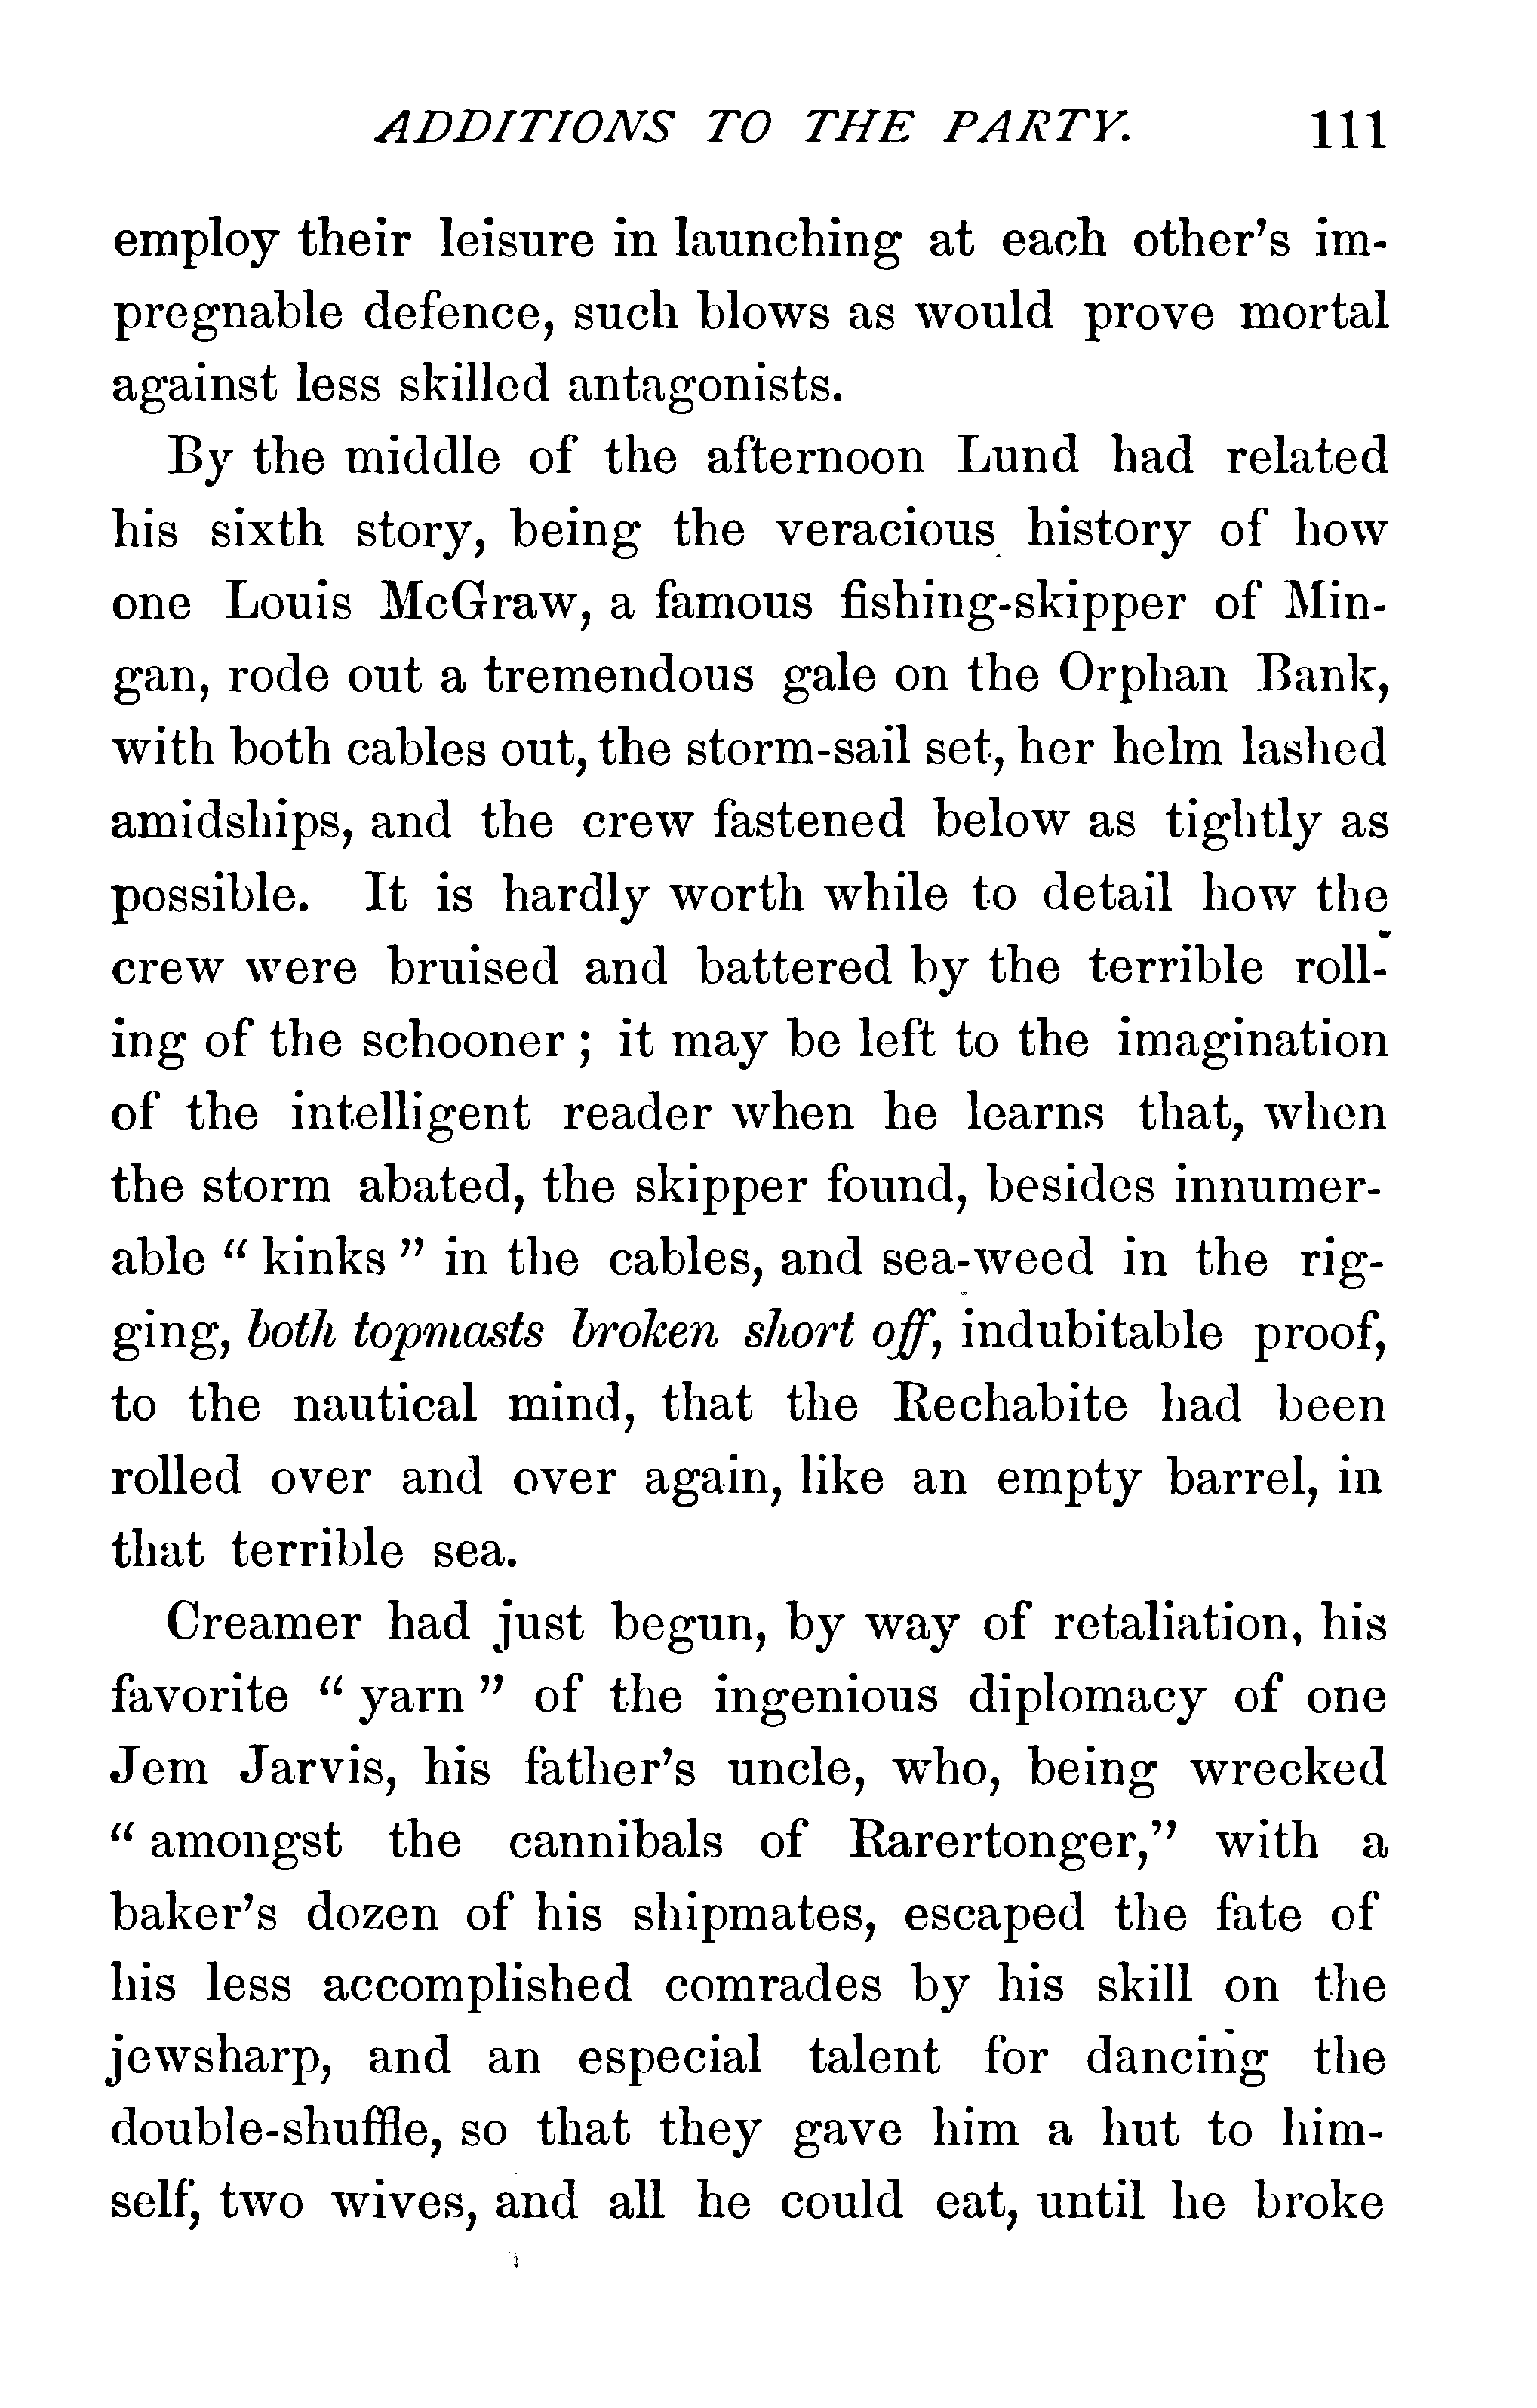 ADDITIONS TO THE PARTY. 111
employ their leisure in launching at each other's im-
pregnable defence, such blows as would prove mortal
against less skilled antagonists.
By the middle of the afternoon Lund had related
his sixth story, being the veracious history of how
one Louis McGraw, a famous fishing-skipper of Min-
gan, rode out a tremendous gale on the Orphan Bank,
with both cables out, the storm-sail set, her helm lashed
amidships, and the crew fastened below as tightly as
possible. It is hardly worth while to detail how the
crew were bruised and battered by the terrible roll-
ing of the schooner ; it may be left to the imagination
of the intelligent reader when he learns that, when
the storm abated, the skipper found, besides innumer-
able " kinks " in the cables, and sea-weed in the rig-
ging, both topmasts broken short off, indubitable proof,
to the nautical mind, that the Rechabite had been
rolled over and over again, like an empty barrel, in
that terrible sea.
Creamer had just begun, by way of retaliation, his
favorite " yarn " of the ingenious diplomacy of one
Jem Jarvis, his father's uncle, who, being wrecked
" amongst the cannibals of Rarertonger," with a
baker's dozen of his shipmates, escaped the fate of
his less accomplished comrades by his skill on the
jewsharp, and an especial talent for dancing the
double-shuffle, so that they gave him a hut to him-
self, two wives, and all he could eat, until he broke